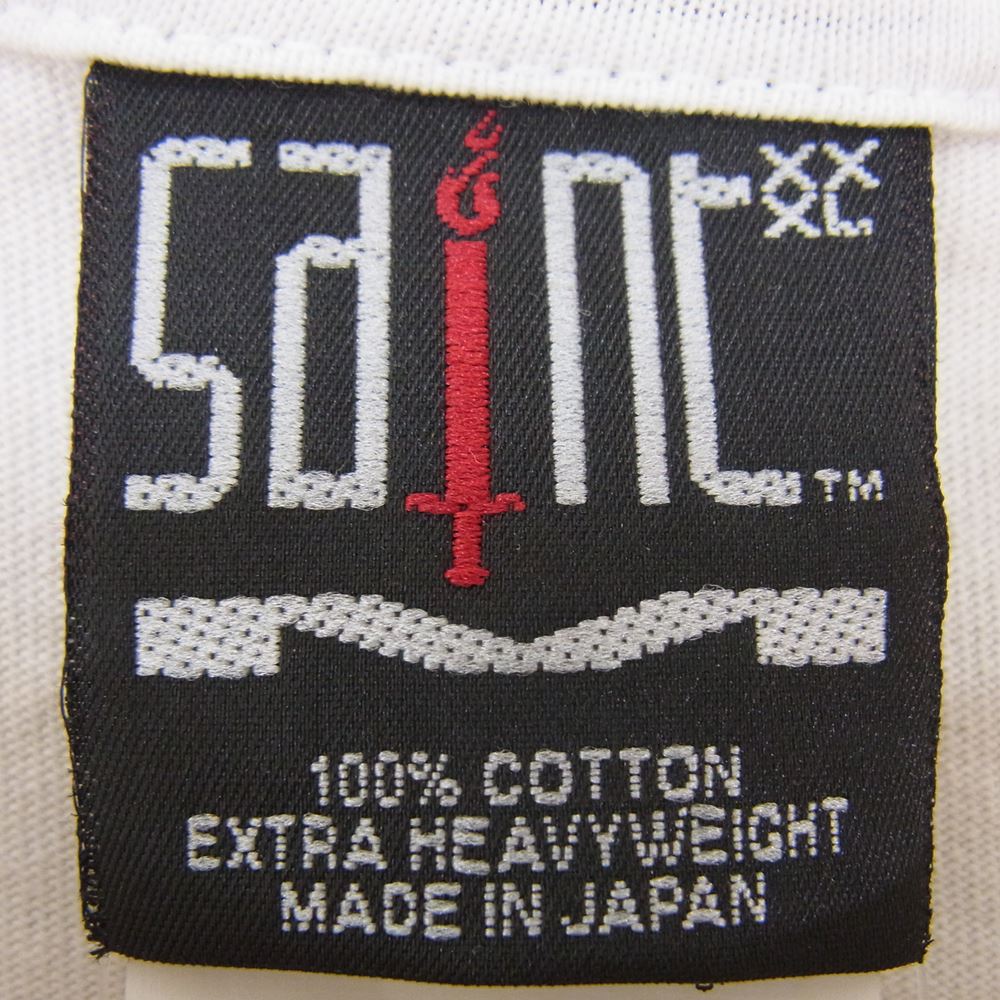 saint
XX
XL
TM
M
100% COTTON
EXTRA HEAVYWEIGHT
MADE IN JAPAN